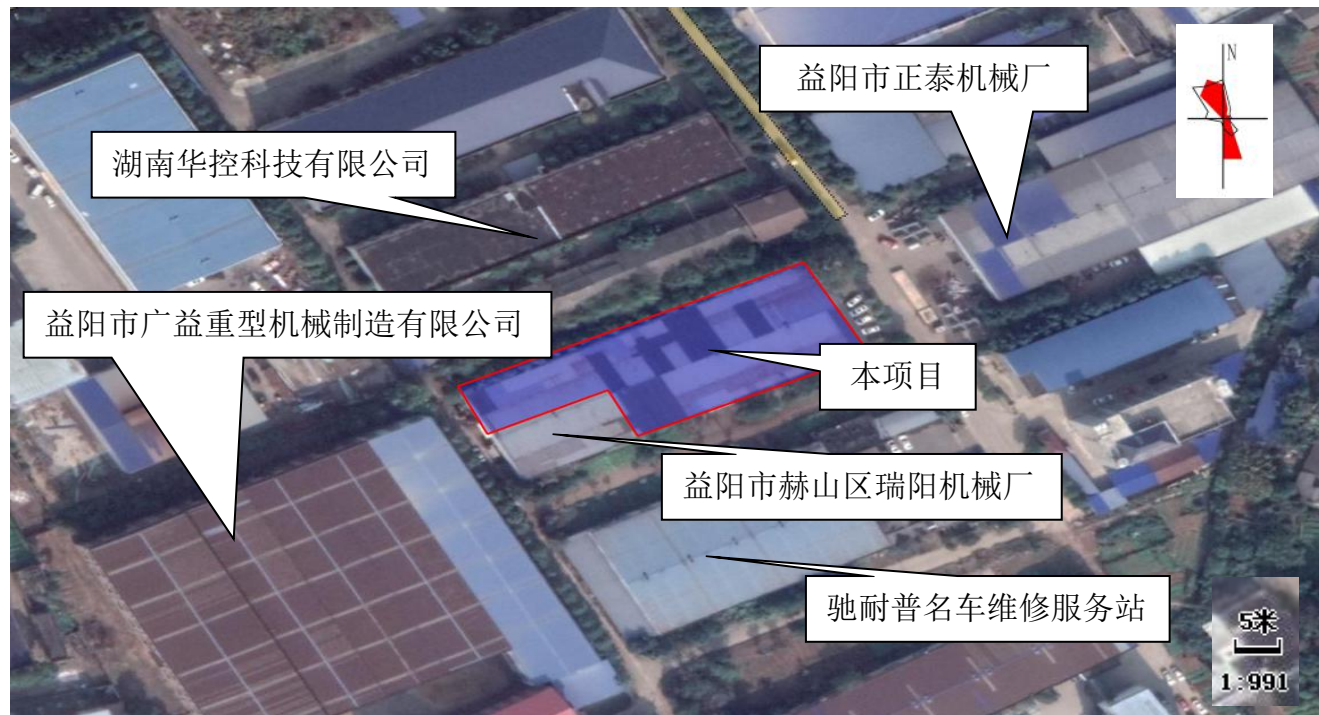 益阳市正泰机械厂
N
湖南华控科技有限公司
益阳市广益重型机械制造有限公司
本项目
益阳市赫山区瑞阳机械厂
驰耐普名车维修服务站
5米
1:991